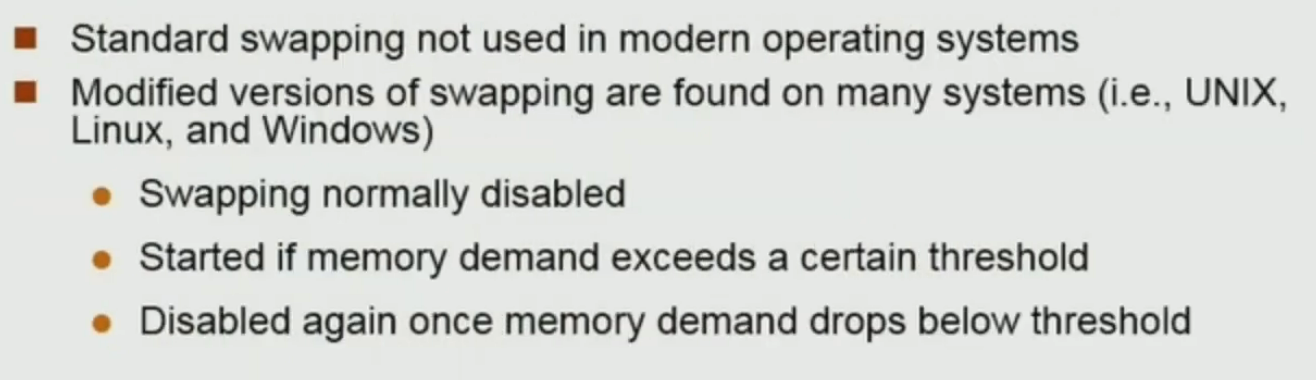 Standard swapping not used in modern operating systems
Modified versions of swapping are found on many systems (i.e., UNIX,
Linux, and Windows)
Swapping normally disabled
Started if memory demand exceeds a certain threshold
Disabled again once memory demand drops below threshold